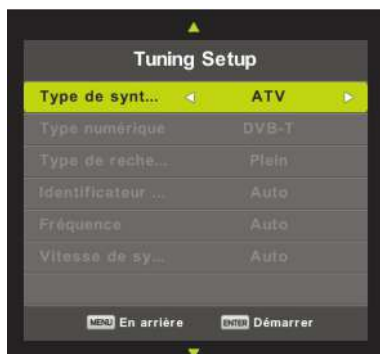 Tuning Setup
Type de synt... ATV
Type numérique DVB-T
Type de reche... Plein
Identificateur ... Auto
Fréquence Auto
Vitesse de sy... Auto
MENU En arrière ENTER Démarrer